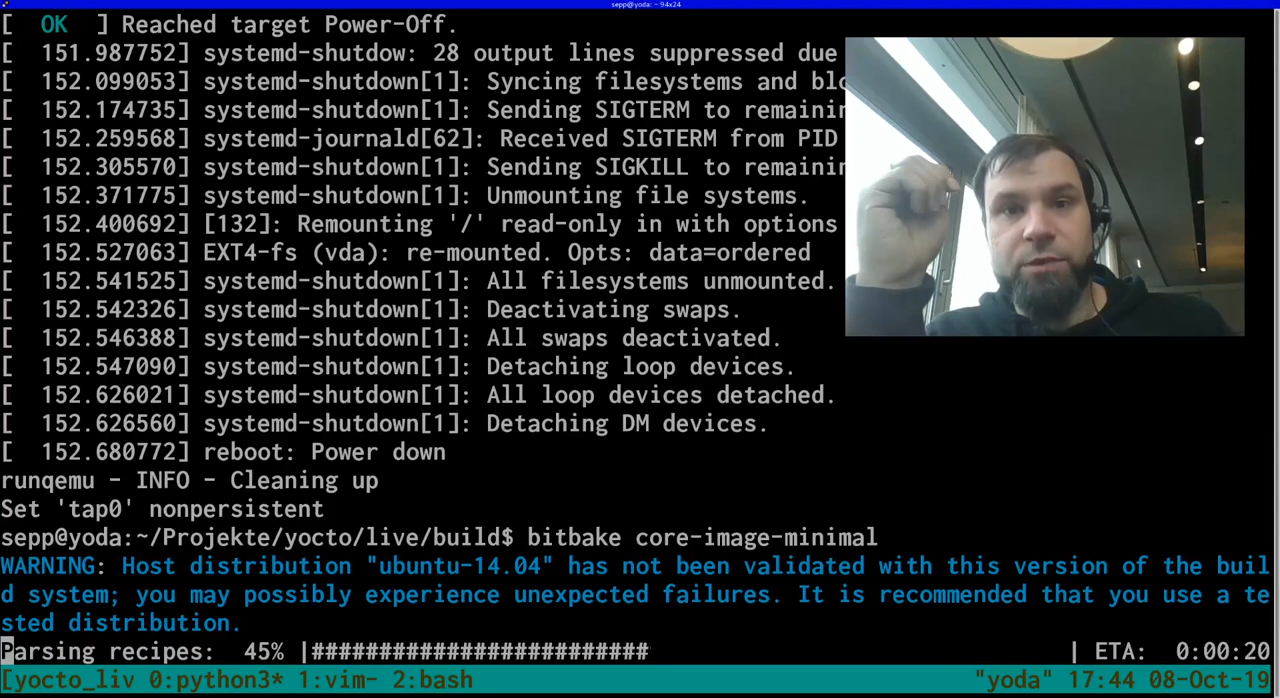 sepp@yoda: ~ 94x24
[  OK  ] Reached target Power-Off.
[  151.987752] systemd-shutdow: 28 output lines suppressed due
[  152.099053] systemd-shutdown[1]: Syncing filesystems and blo
[  152.174735] systemd-shutdown[1]: Sending SIGTERM to remainin
[  152.259568] systemd-journald[62]: Received SIGTERM from PID
[  152.305570] systemd-shutdown[1]: Sending SIGKILL to remainin
[  152.371775] systemd-shutdown[1]: Unmounting file systems.
[  152.400692] [132]: Remounting '/' read-only in with options
[  152.527063] EXT4-fs (vda): re-mounted. Opts: data=ordered
[  152.541525] systemd-shutdown[1]: All filesystems unmounted.
[  152.542326] systemd-shutdown[1]: Deactivating swaps.
[  152.546388] systemd-shutdown[1]: All swaps deactivated.
[  152.547090] systemd-shutdown[1]: Detaching loop devices.
[  152.626021] systemd-shutdown[1]: All loop devices detached.
[  152.626560] systemd-shutdown[1]: Detaching DM devices.
[  152.680772] reboot: Power down
runqemu - INFO - Cleaning up
Set 'tap0' nonpersistent
sepp@yoda:~/Projekte/yocto/live/build$ bitbake core-image-minimal
WARNING: Host distribution "ubuntu-14.04" has not been validated with this version of the buil
d system; you may possibly experience unexpected failures. It is recommended that you use a te
sted distribution.
Parsing recipes:  45% |#########################                               | ETA:  0:00:20
[yocto_liv 0:python3* 1:vim- 2:bash "yoda" 17:44 08-Oct-19